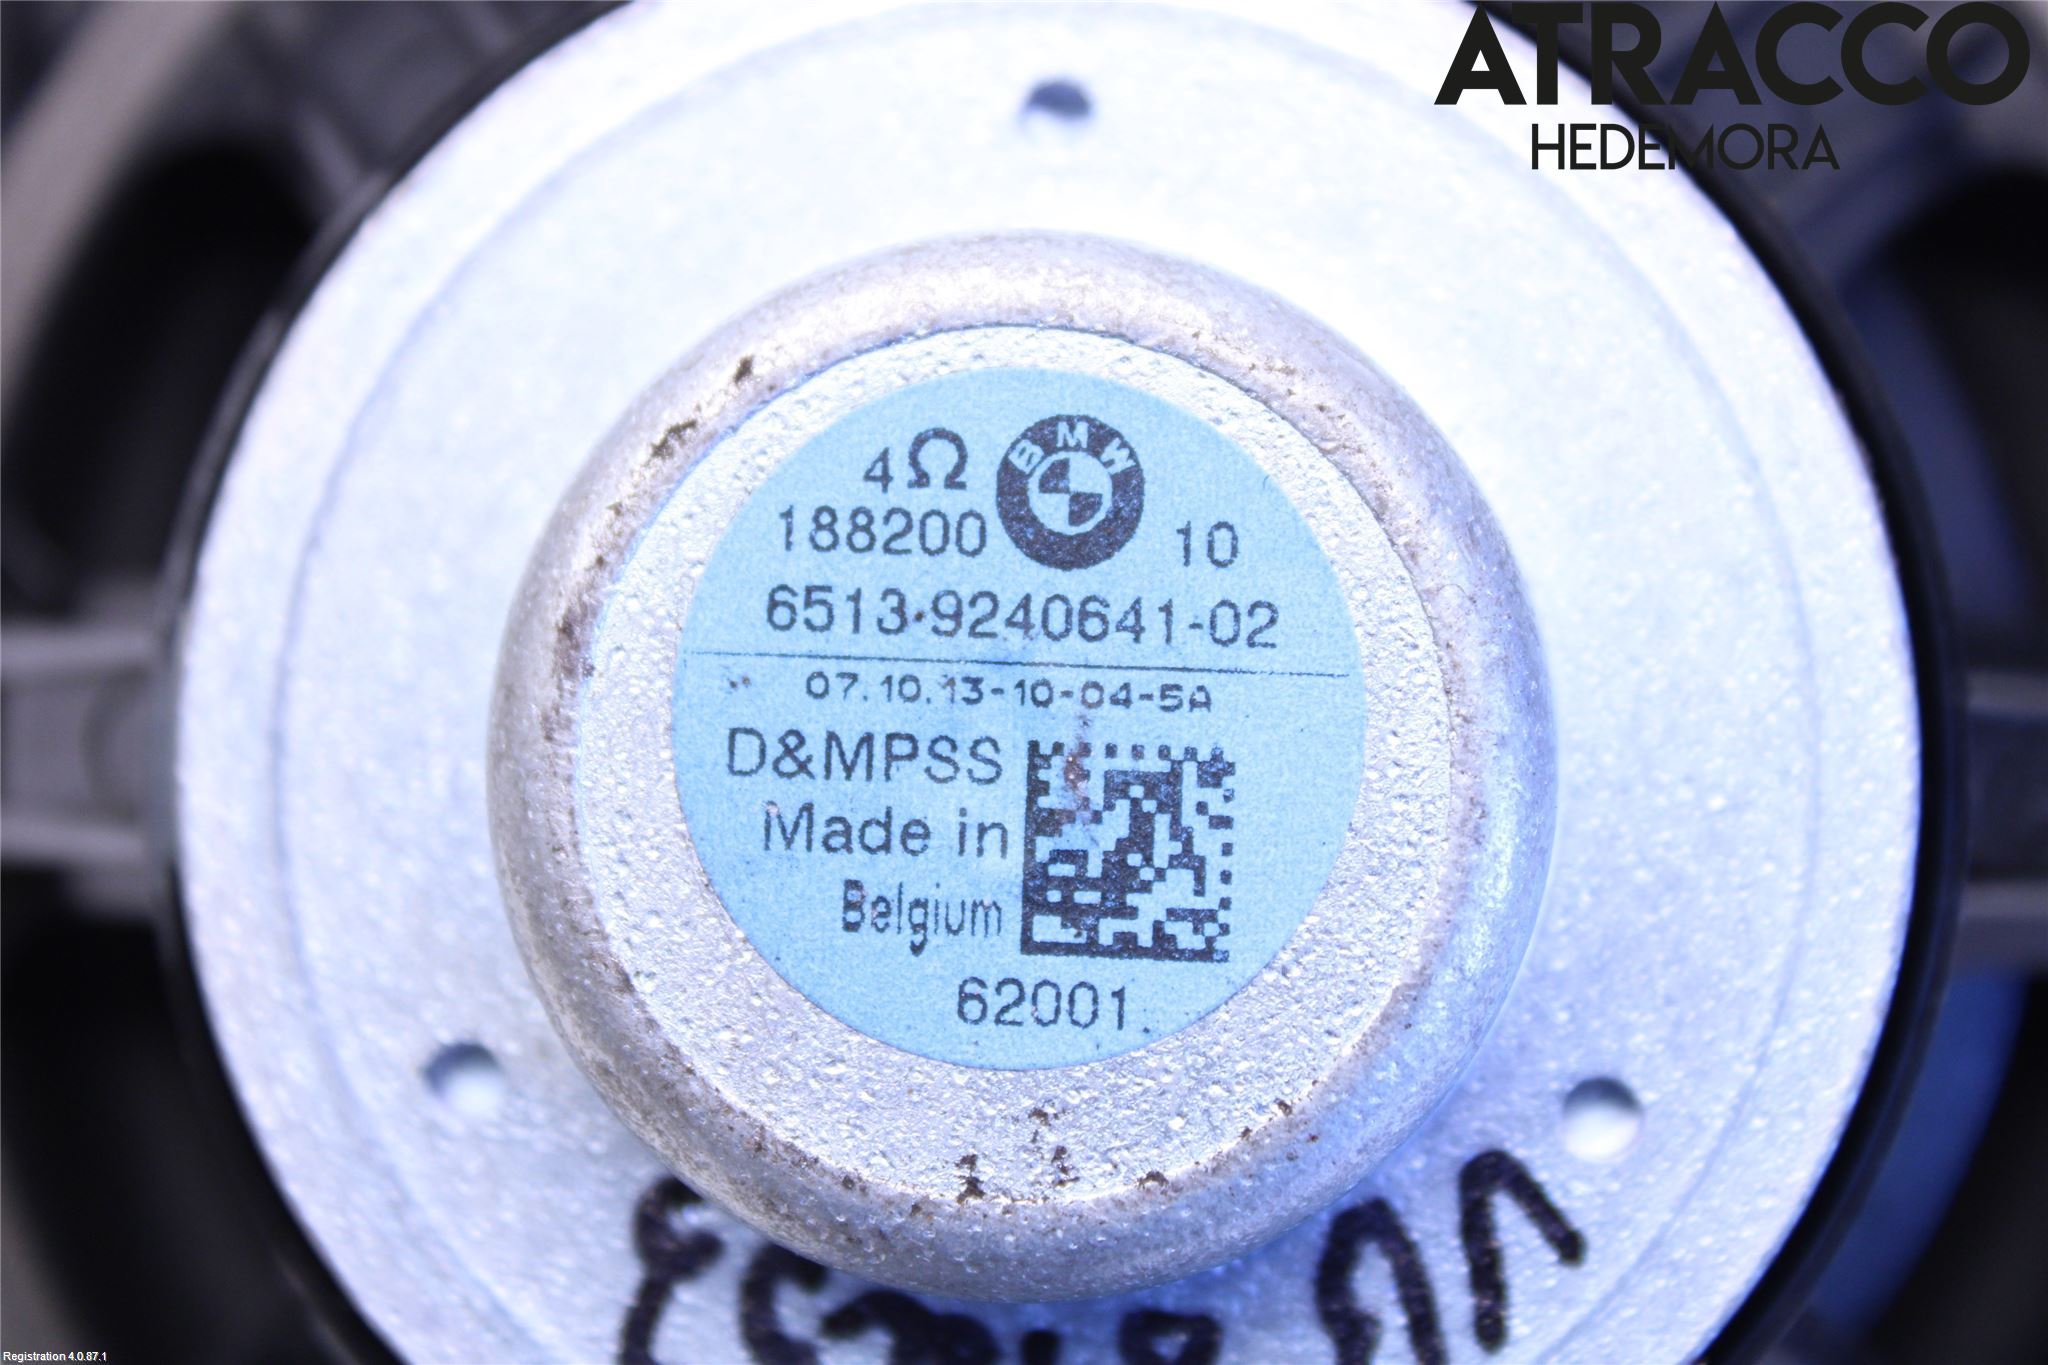 ATRACCO
HEDEMORA
4Ω
BMW
188200 10
6513-9240641-02
07.10.13-10-04-5A
D&MPSS
Made in
Belgium
62001
Registration 4.0.87.1